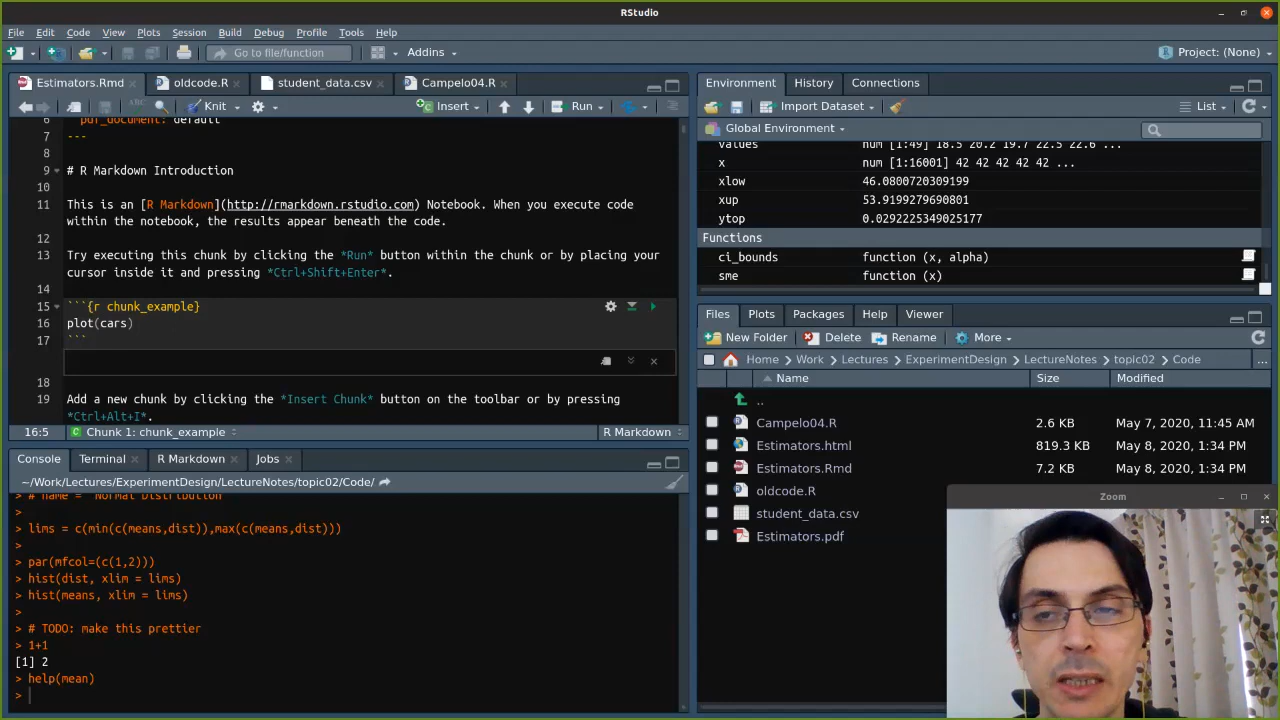 RStudio
File Edit Code View Plots Session Build Debug Profile Tools Help
Go to file/function Addins Project: (None)
Estimators.Rmd oldcode.R student_data.csv Campelo04.R
ABC Knit Insert Run
6 pdf_document: default
7 ---
8
9 # R Markdown Introduction
10
11 This is an [R Markdown](http://rmarkdown.rstudio.com) Notebook. When you execute code
within the notebook, the results appear beneath the code.
12
13 Try executing this chunk by clicking the *Run* button within the chunk or by placing your
cursor inside it and pressing *Ctrl+Shift+Enter*.
14
15 ```{r chunk_example}
16 plot(cars)
17 ```
18
19 Add a new chunk by clicking the *Insert Chunk* button on the toolbar or by pressing
*Ctrl+Alt+I*.
16:5 Chunk 1: chunk_example R Markdown
Console Terminal R Markdown Jobs
~/Work/Lectures/ExperimentDesign/LectureNotes/topic02/Code/
> # name = "Normal Distribution"
>
> lims = c(min(c(means,dist)),max(c(means,dist)))
>
> par(mfcol=(c(1,2)))
> hist(dist, xlim = lims)
> hist(means, xlim = lims)
>
> # TODO: make this prettier
> 1+1
[1] 2
> help(mean)
>
Environment History Connections
Import Dataset List
Global Environment
values num [1:49] 18.5 20.2 19.7 22.5 22.6 ...
x num [1:16001] 42 42 42 42 42 ...
xlow 46.0800720309199
xup 53.9199279690801
ytop 0.0292225349025177
Functions
ci_bounds function (x, alpha)
sme function (x)
Files Plots Packages Help Viewer
New Folder Delete Rename More
Home Work Lectures ExperimentDesign LectureNotes topic02 Code ...
Name Size Modified
..
Campelo04.R 2.6 KB May 7, 2020, 11:45 AM
Estimators.html 819.3 KB May 8, 2020, 1:34 PM
Estimators.Rmd 7.2 KB May 8, 2020, 1:34 PM
oldcode.R
student_data.csv
Estimators.pdf
Zoom